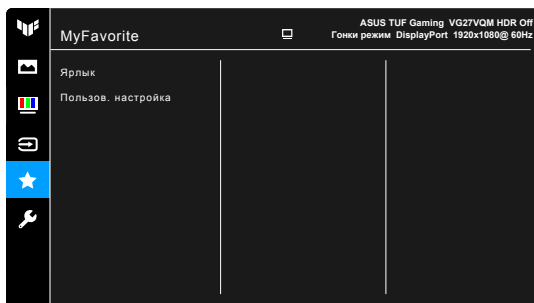 MyFavorite
ASUS TUF Gaming VG27VQM HDR Off
Гонки режим DisplayPort 1920x1080@ 60Hz
Ярлык
Пользов. настройка